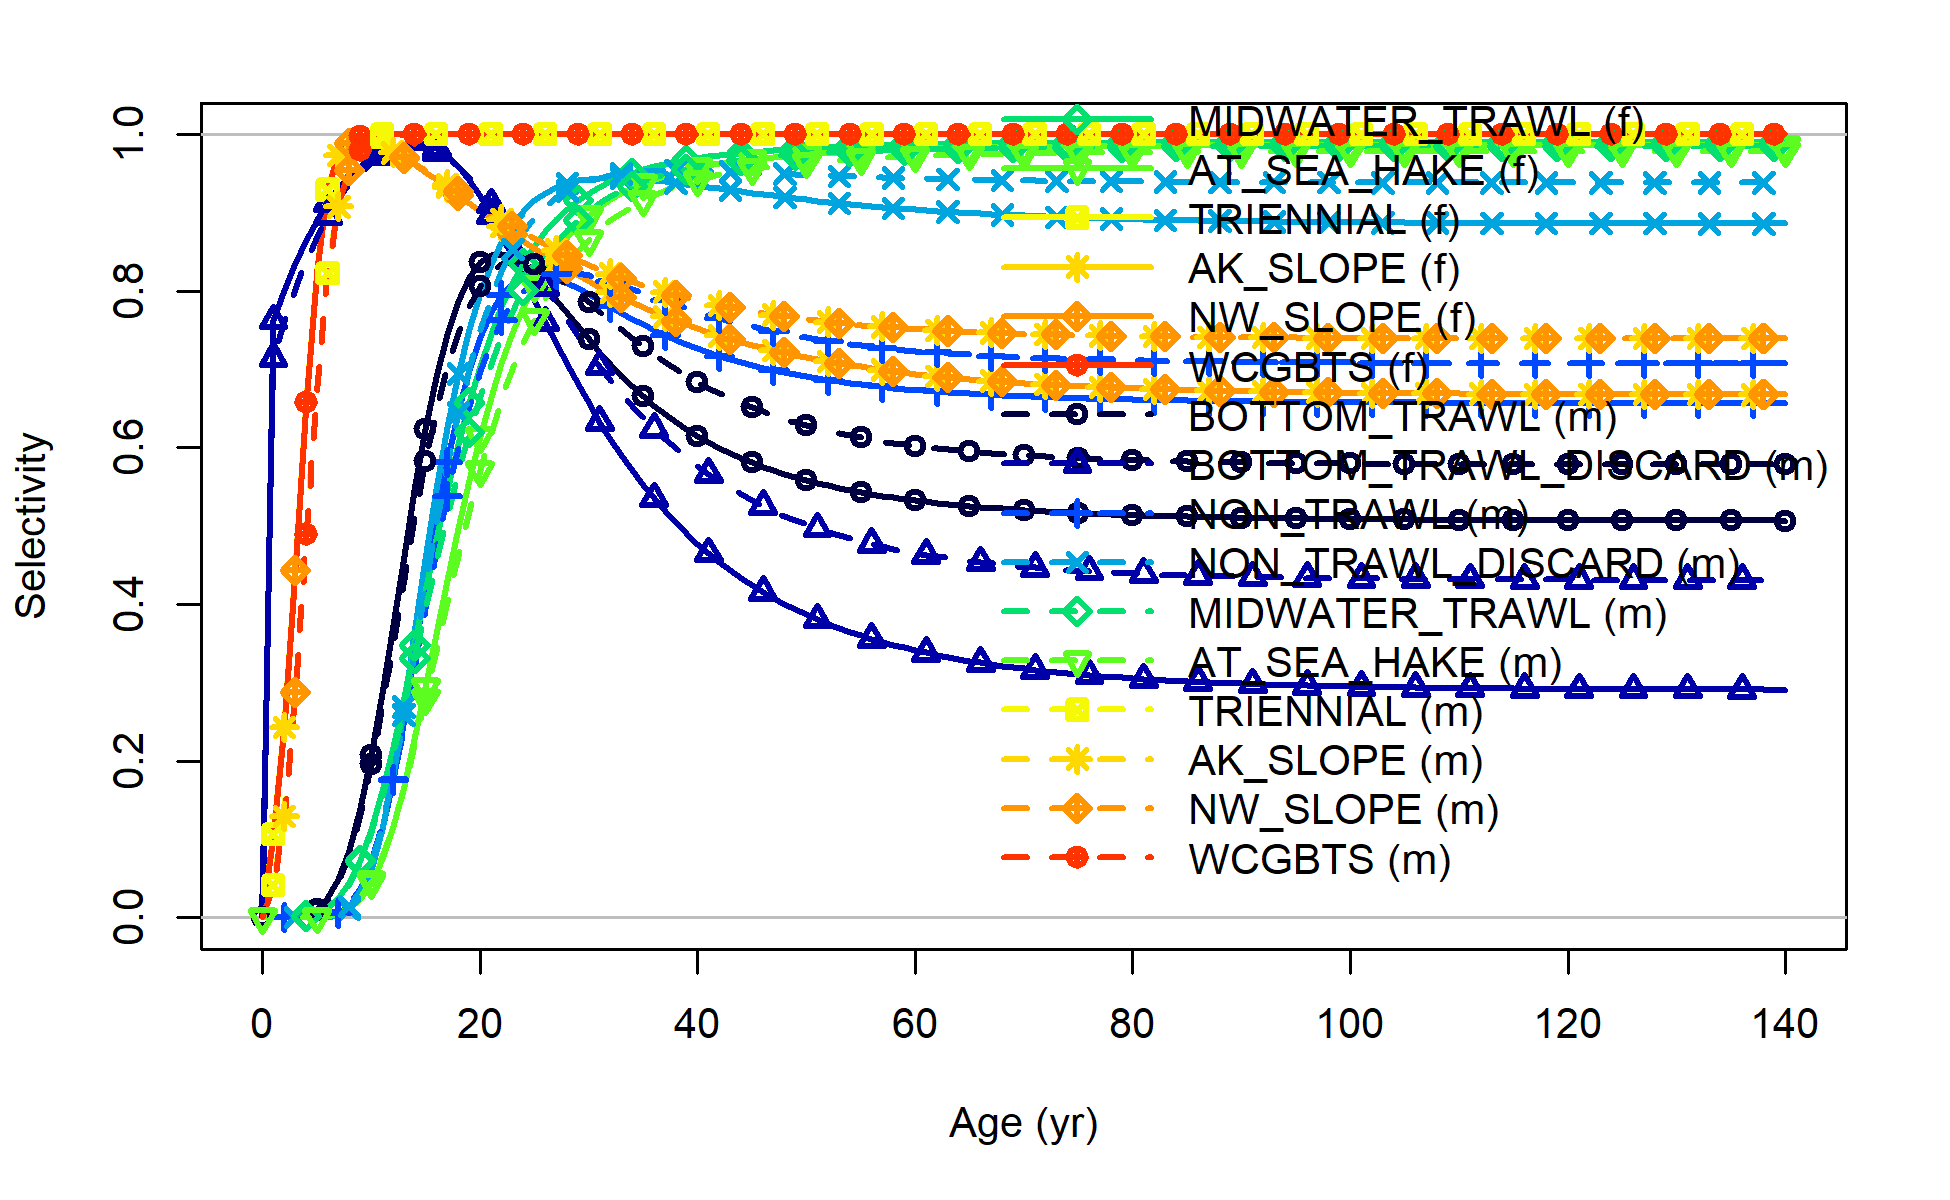 1.0
0.8
0.6
0.4
0.2
0.0
Selectivity
0 20 40 60 80 100 120 140
Age (yr)
MIDWATER_TRAWL (f)
AT_SEA_HAKE (f)
TRIENNIAL (f)
AK_SLOPE (f)
NW_SLOPE (f)
WCGBTS (f)
BOTTOM_TRAWL (m)
BOTTOM_TRAWL_DISCARD (m)
NON_TRAWL (m)
NON_TRAWL_DISCARD (m)
MIDWATER_TRAWL (m)
AT_SEA_HAKE (m)
TRIENNIAL (m)
AK_SLOPE (m)
NW_SLOPE (m)
WCGBTS (m)